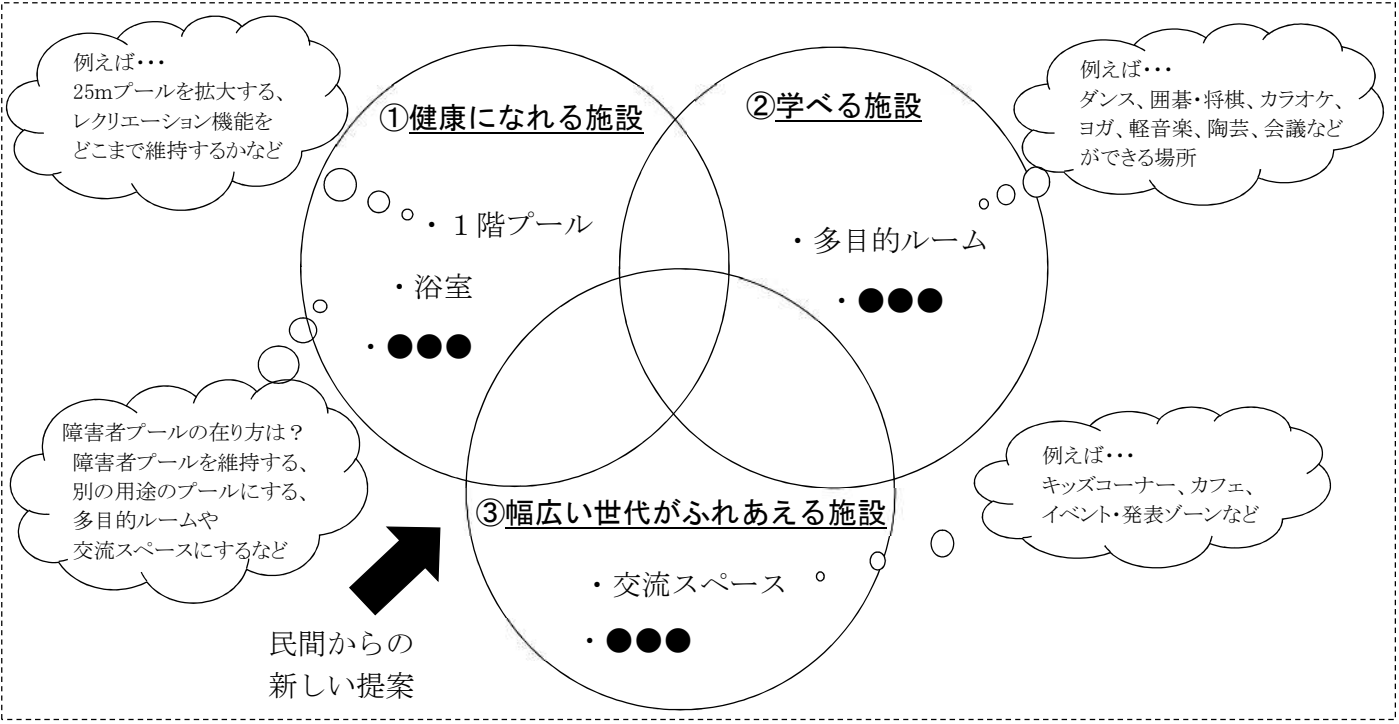 例えば・・・
25mプールを拡大する、
レクリエーション機能を
どこまで維持するかなど
①健康になれる施設
・１階プール
・浴室
・●●●
②学べる施設
・多目的ルーム
・●●●
例えば・・・
ダンス、囲碁・将棋、カラオケ、
ヨガ、軽音楽、陶芸、会議など
ができる場所
障害者プールの在り方は？
障害者プールを維持する、
別の用途のプールにする、
多目的ルームや
交流スペースにするなど
③幅広い世代がふれあえる施設
・交流スペース
・●●●
例えば・・・
キッズコーナー、カフェ、
イベント・発表ゾーンなど
民間からの
新しい提案